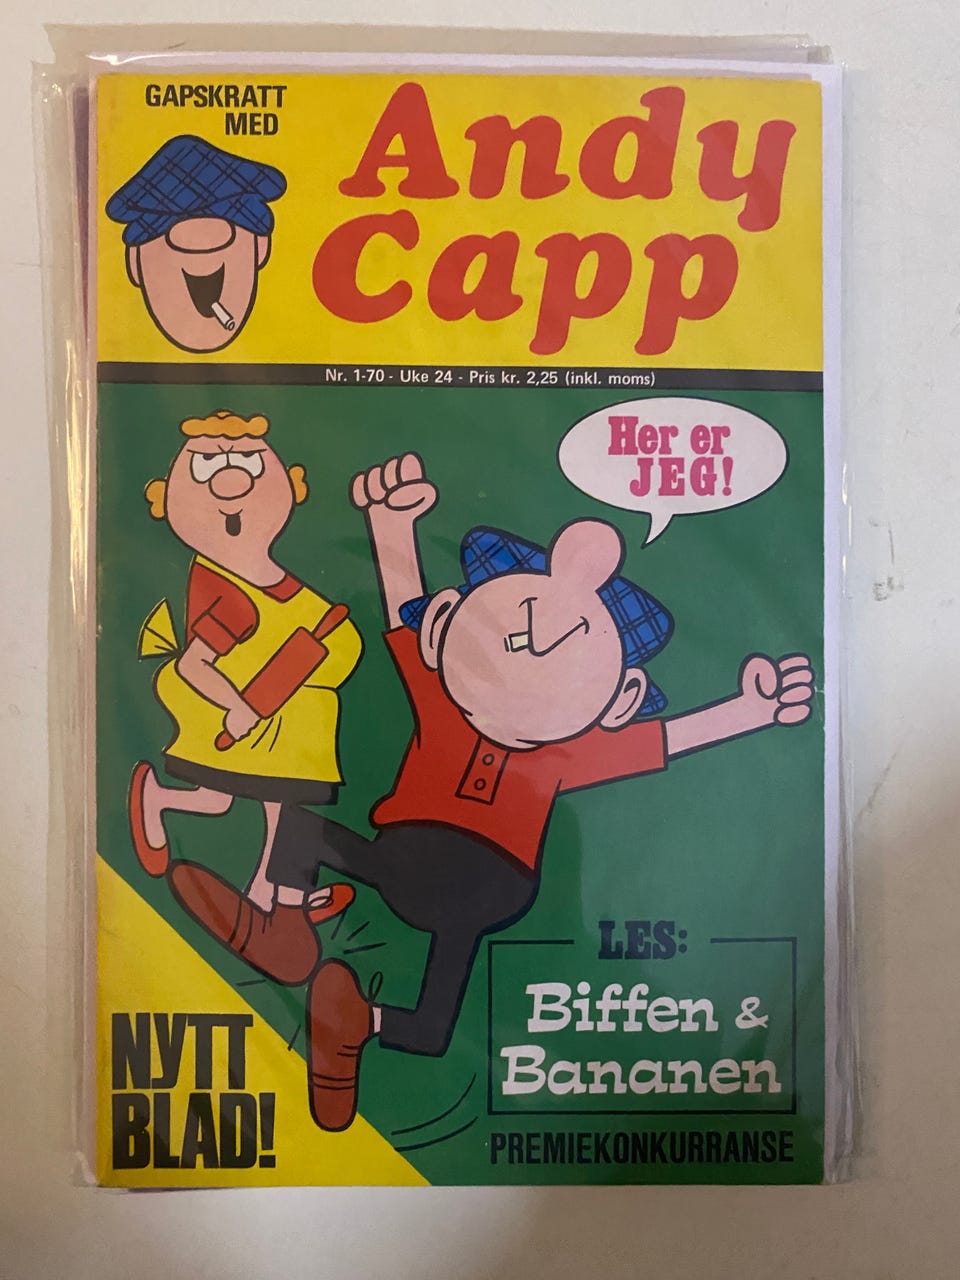 GAPSKRATT
MED
Andy
Capp
Nr. 1-70 - Uke 24 - Pris kr. 2,25 (inkl. moms)
Her er
JEG!
LES:
Biffen &
Bananen
NYTT
BLAD!
PREMIEKONKURRANSE